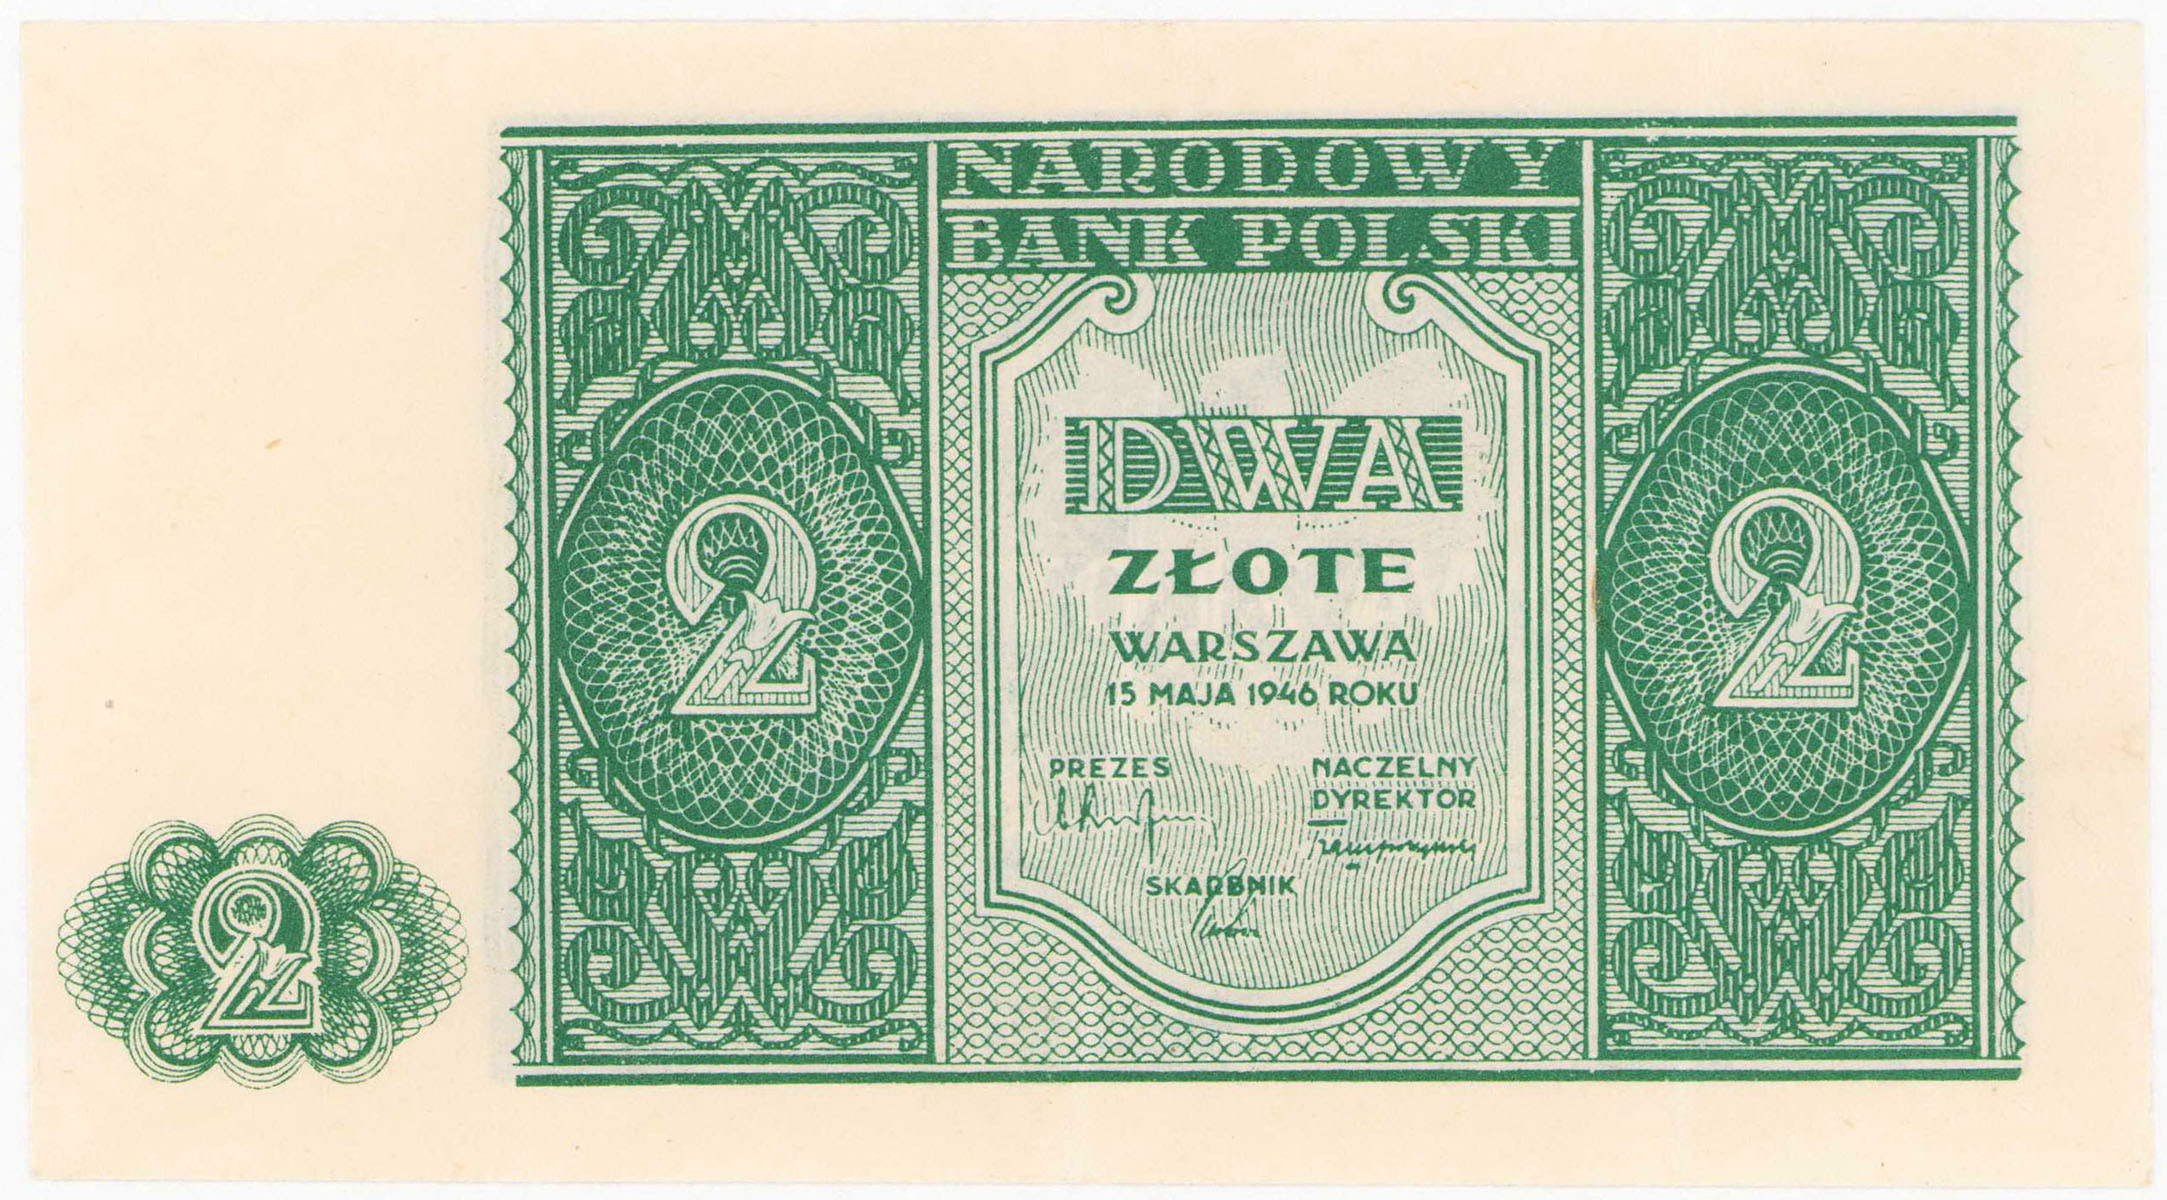 NARODOWY
BANK POLSKI
DWA
ZŁOTE
WARSZAWA
15 MAJA 1946 ROKU
PREZES
NACZELNY
DYREKTOR
SKARBNIK
2
2
2